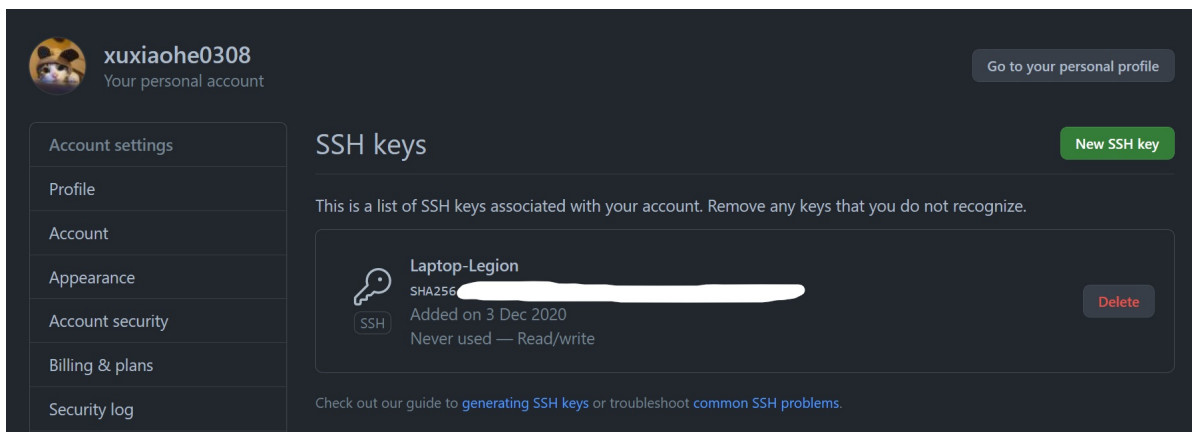 xuxiaohe0308
Your personal account
Go to your personal profile
Account settings
Profile
Account
Appearance
Account security
Billing & plans
Security log
SSH keys
New SSH key
This is a list of SSH keys associated with your account. Remove any keys that you do not recognize.
Laptop-Legion
SHA256
SSH
Added on 3 Dec 2020
Never used — Read/write
Delete
Check out our guide to generating SSH keys or troubleshoot common SSH problems.